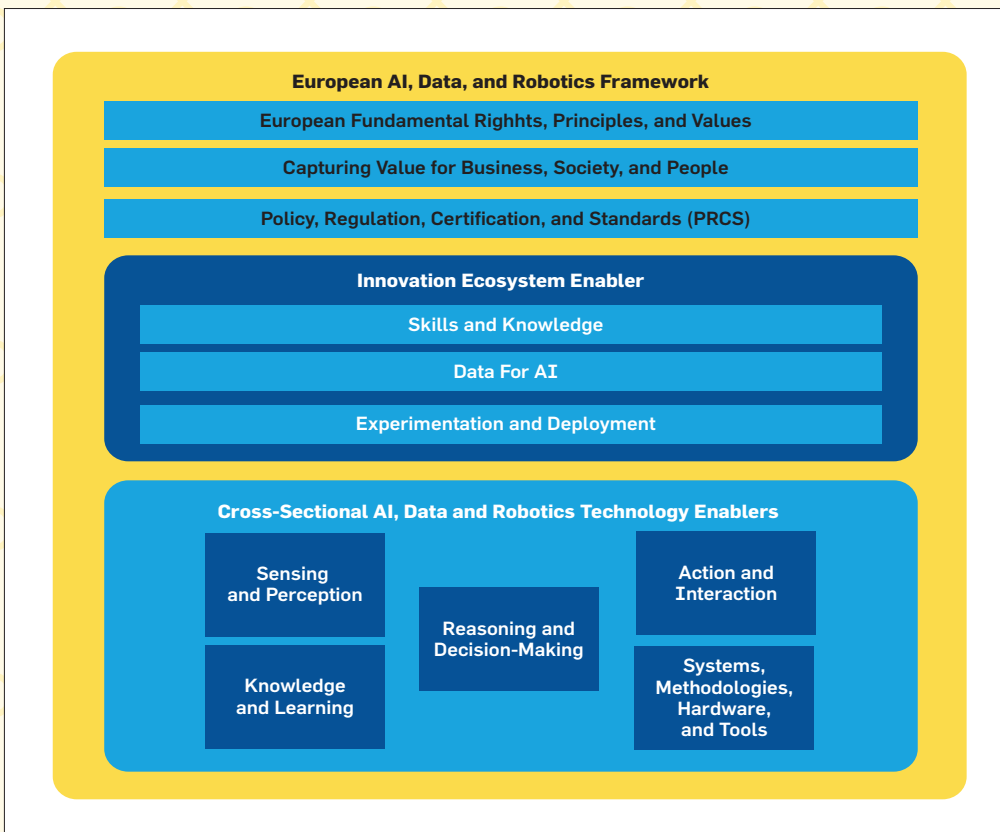 European AI, Data, and Robotics Framework
European Fundamental Righhts, Principles, and Values
Capturing Value for Business, Society, and People
Policy, Regulation, Certification, and Standards (PRCS)
Innovation Ecosystem Enabler
Skills and Knowledge
Data For AI
Experimentation and Deployment
Cross-Sectional AI, Data and Robotics Technology Enablers
Sensing
and Perception
Knowledge
and Learning
Reasoning and
Decision-Making
Action and
Interaction
Systems,
Methodologies,
Hardware,
and Tools